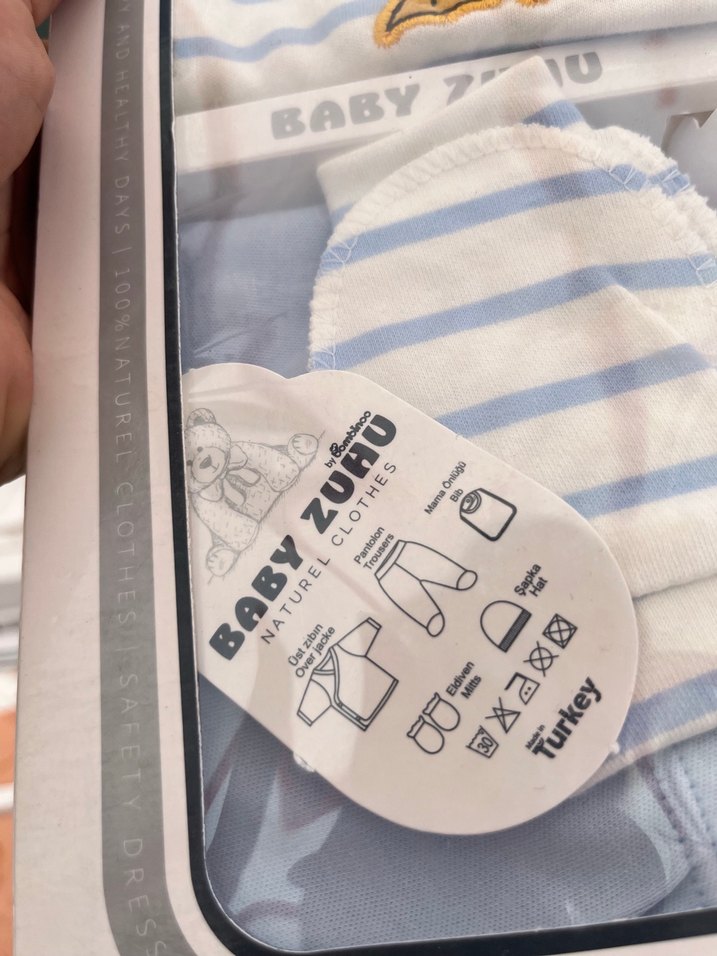 BABY ZUHU
AND HEALTHY DAYS | 100% NATUREL CLOTHES | SAFETY DRESS
by Bombinoo
BABY ZUHU
NATUREL CLOTHES
Mama Önlüğü
Bib
Pantolon
Trousers
Şapka
Hat
Üst zıbın
Over jacke
Eldiven
Mitts
30°
Made in
Turkey